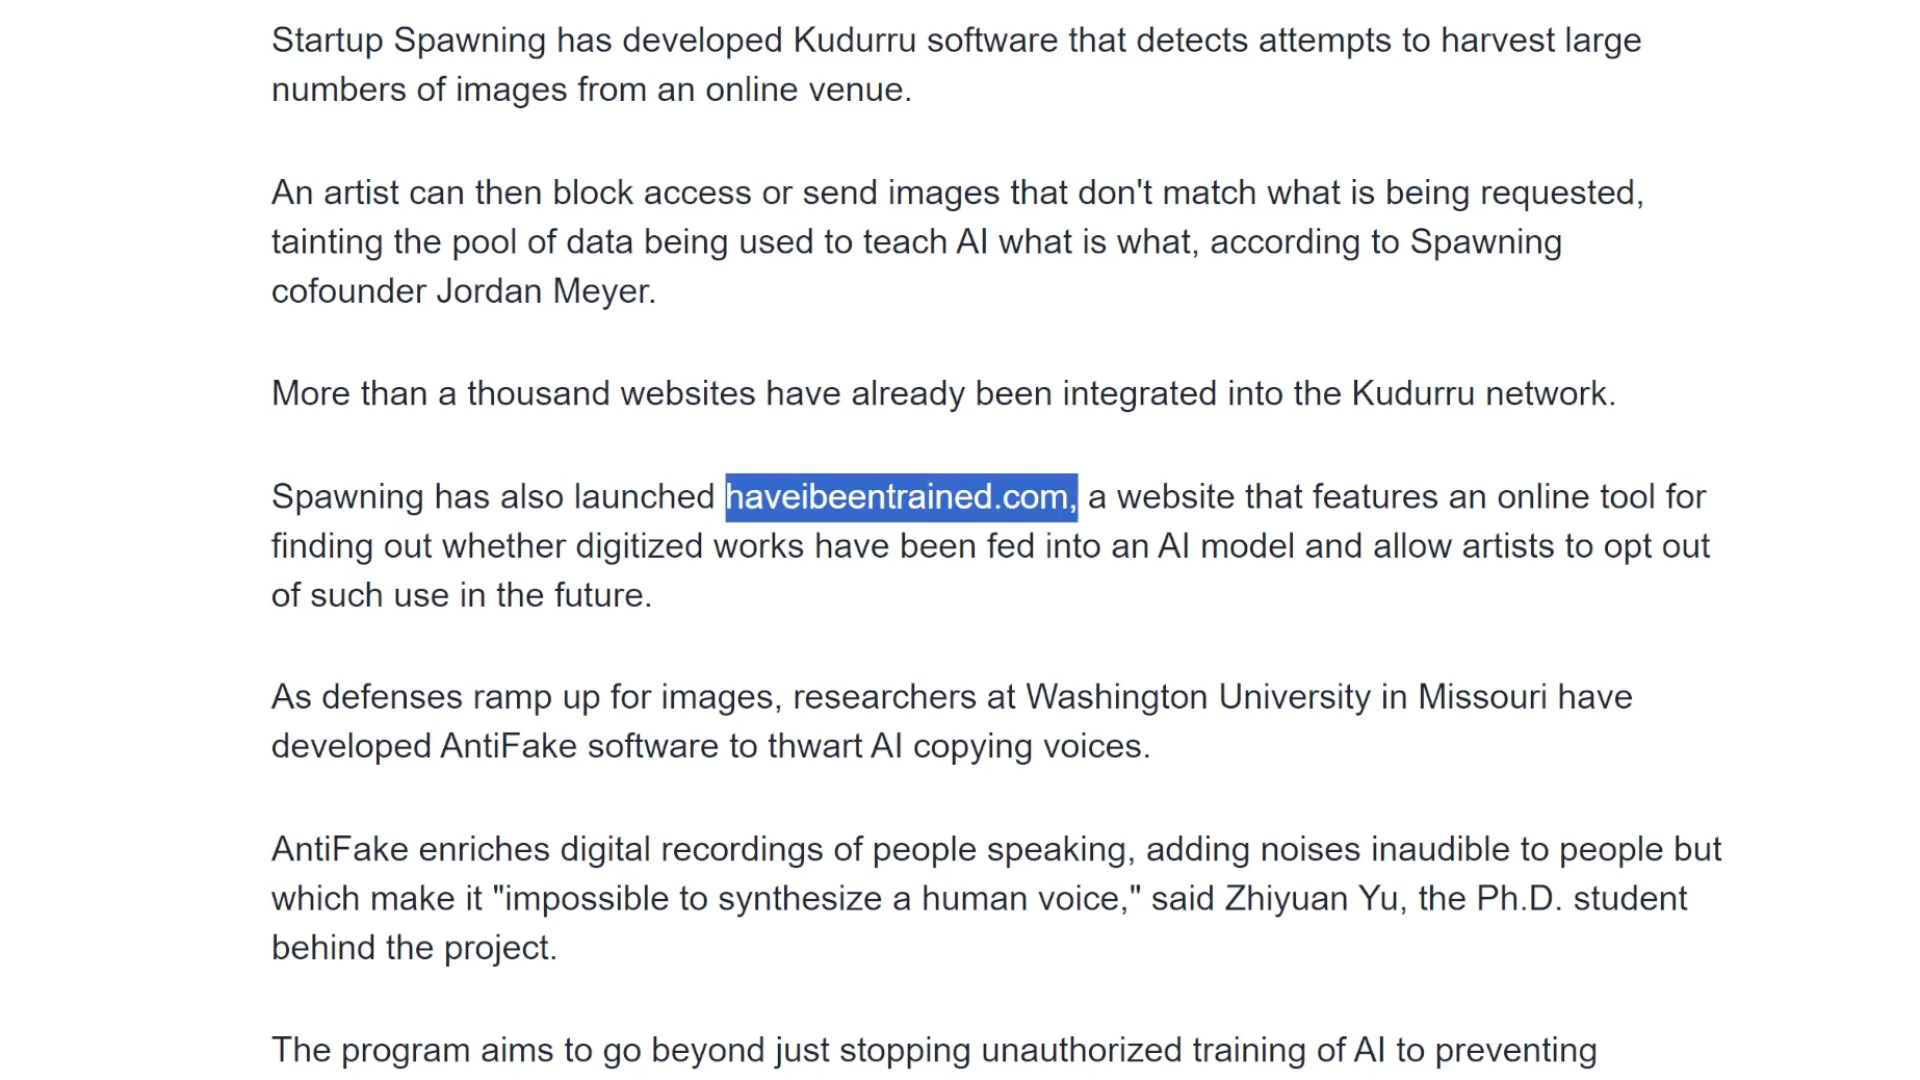 Startup Spawning has developed Kudurru software that detects attempts to harvest large
numbers of images from an online venue.
An artist can then block access or send images that don't match what is being requested,
tainting the pool of data being used to teach AI what is what, according to Spawning
cofounder Jordan Meyer.
More than a thousand websites have already been integrated into the Kudurru network.
Spawning has also launched haveibeentrained.com, a website that features an online tool for
finding out whether digitized works have been fed into an AI model and allow artists to opt out
of such use in the future.
As defenses ramp up for images, researchers at Washington University in Missouri have
developed AntiFake software to thwart AI copying voices.
AntiFake enriches digital recordings of people speaking, adding noises inaudible to people but
which make it "impossible to synthesize a human voice," said Zhiyuan Yu, the Ph.D. student
behind the project.
The program aims to go beyond just stopping unauthorized training of AI to preventing